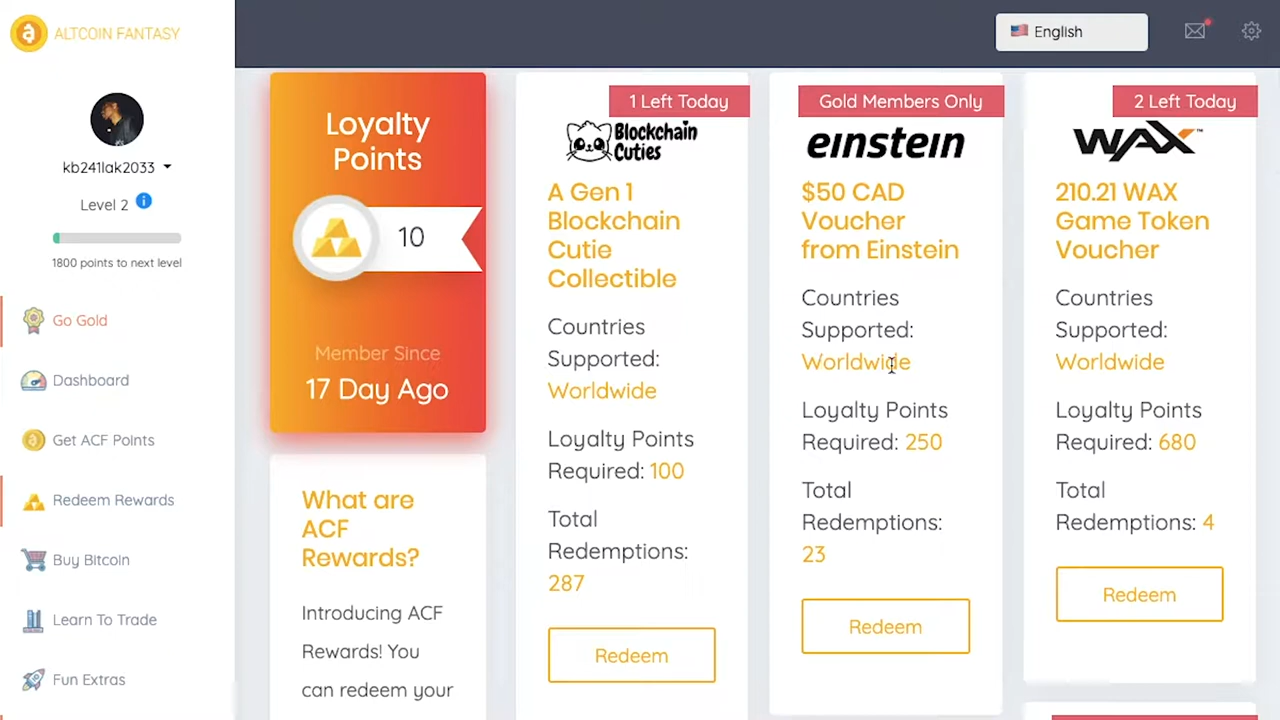 ALTCOIN FANTASY
English
kb241lak2033
Level 2
1800 points to next level
Go Gold
Dashboard
Get ACF Points
Redeem Rewards
Buy Bitcoin
Learn To Trade
Fun Extras
Loyalty
Points
10
Member Since
17 Day Ago
What are
ACF
Rewards?
Introducing ACF
Rewards! You
can redeem your
1 Left Today
Blockchain
Cuties
A Gen 1
Blockchain
Cutie
Collectible
Countries
Supported:
Worldwide
Loyalty Points
Required: 100
Total
Redemptions:
287
Redeem
Gold Members Only
einstein
$50 CAD
Voucher
from Einstein
Countries
Supported:
Worldwide
Loyalty Points
Required: 250
Total
Redemptions:
23
Redeem
2 Left Today
WAX™
210.21 WAX
Game Token
Voucher
Countries
Supported:
Worldwide
Loyalty Points
Required: 680
Total
Redemptions: 4
Redeem